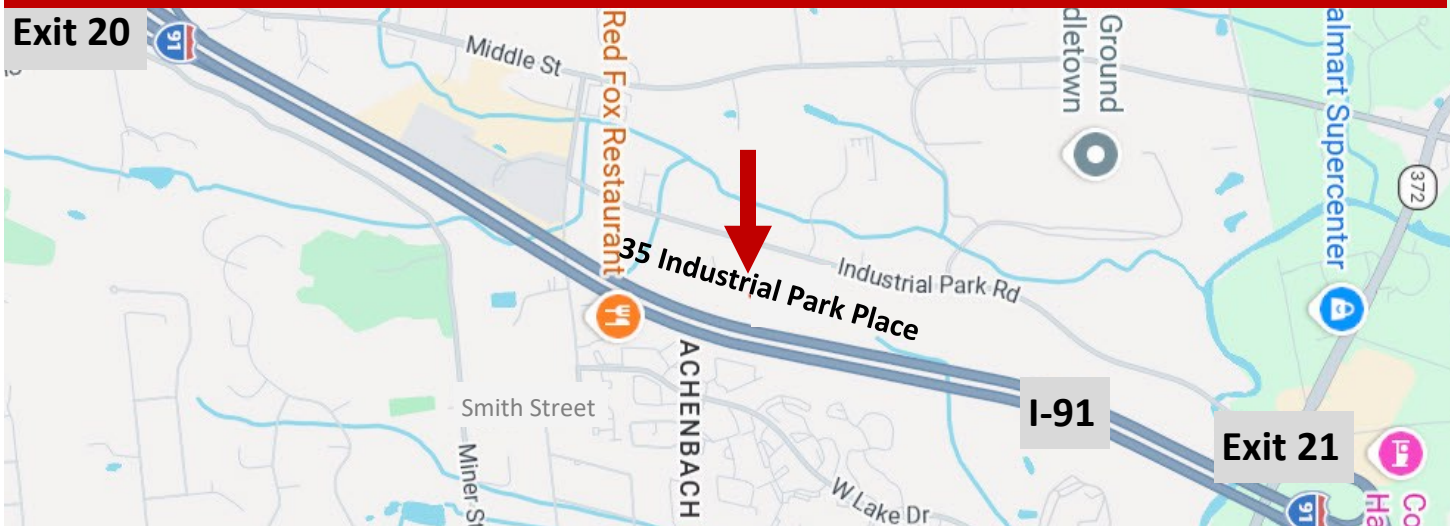 Exit 20
91
Middle St
Red Fox Restaurant
Ground
dletown
almart Supercenter
372
35 Industrial Park Place
Industrial Park Rd
ACHENBACH
Smith Street
I-91
Exit 21
Miner St
W Lake Dr
91
Co
Ha